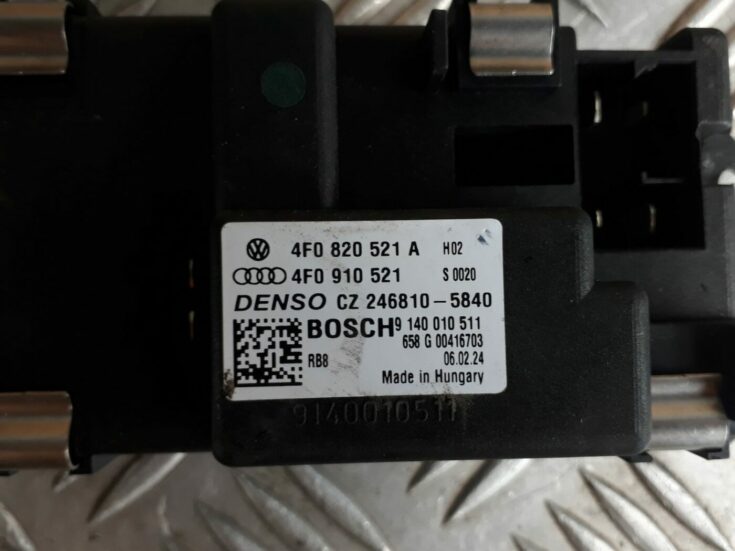 4F0 820 521 A H02
4F0 910 521 S 0020
DENSO CZ 246810-5840
BOSCH 9 140 010 511
658 G 00416703
RB8 06.02.24
Made in Hungary
9140010511